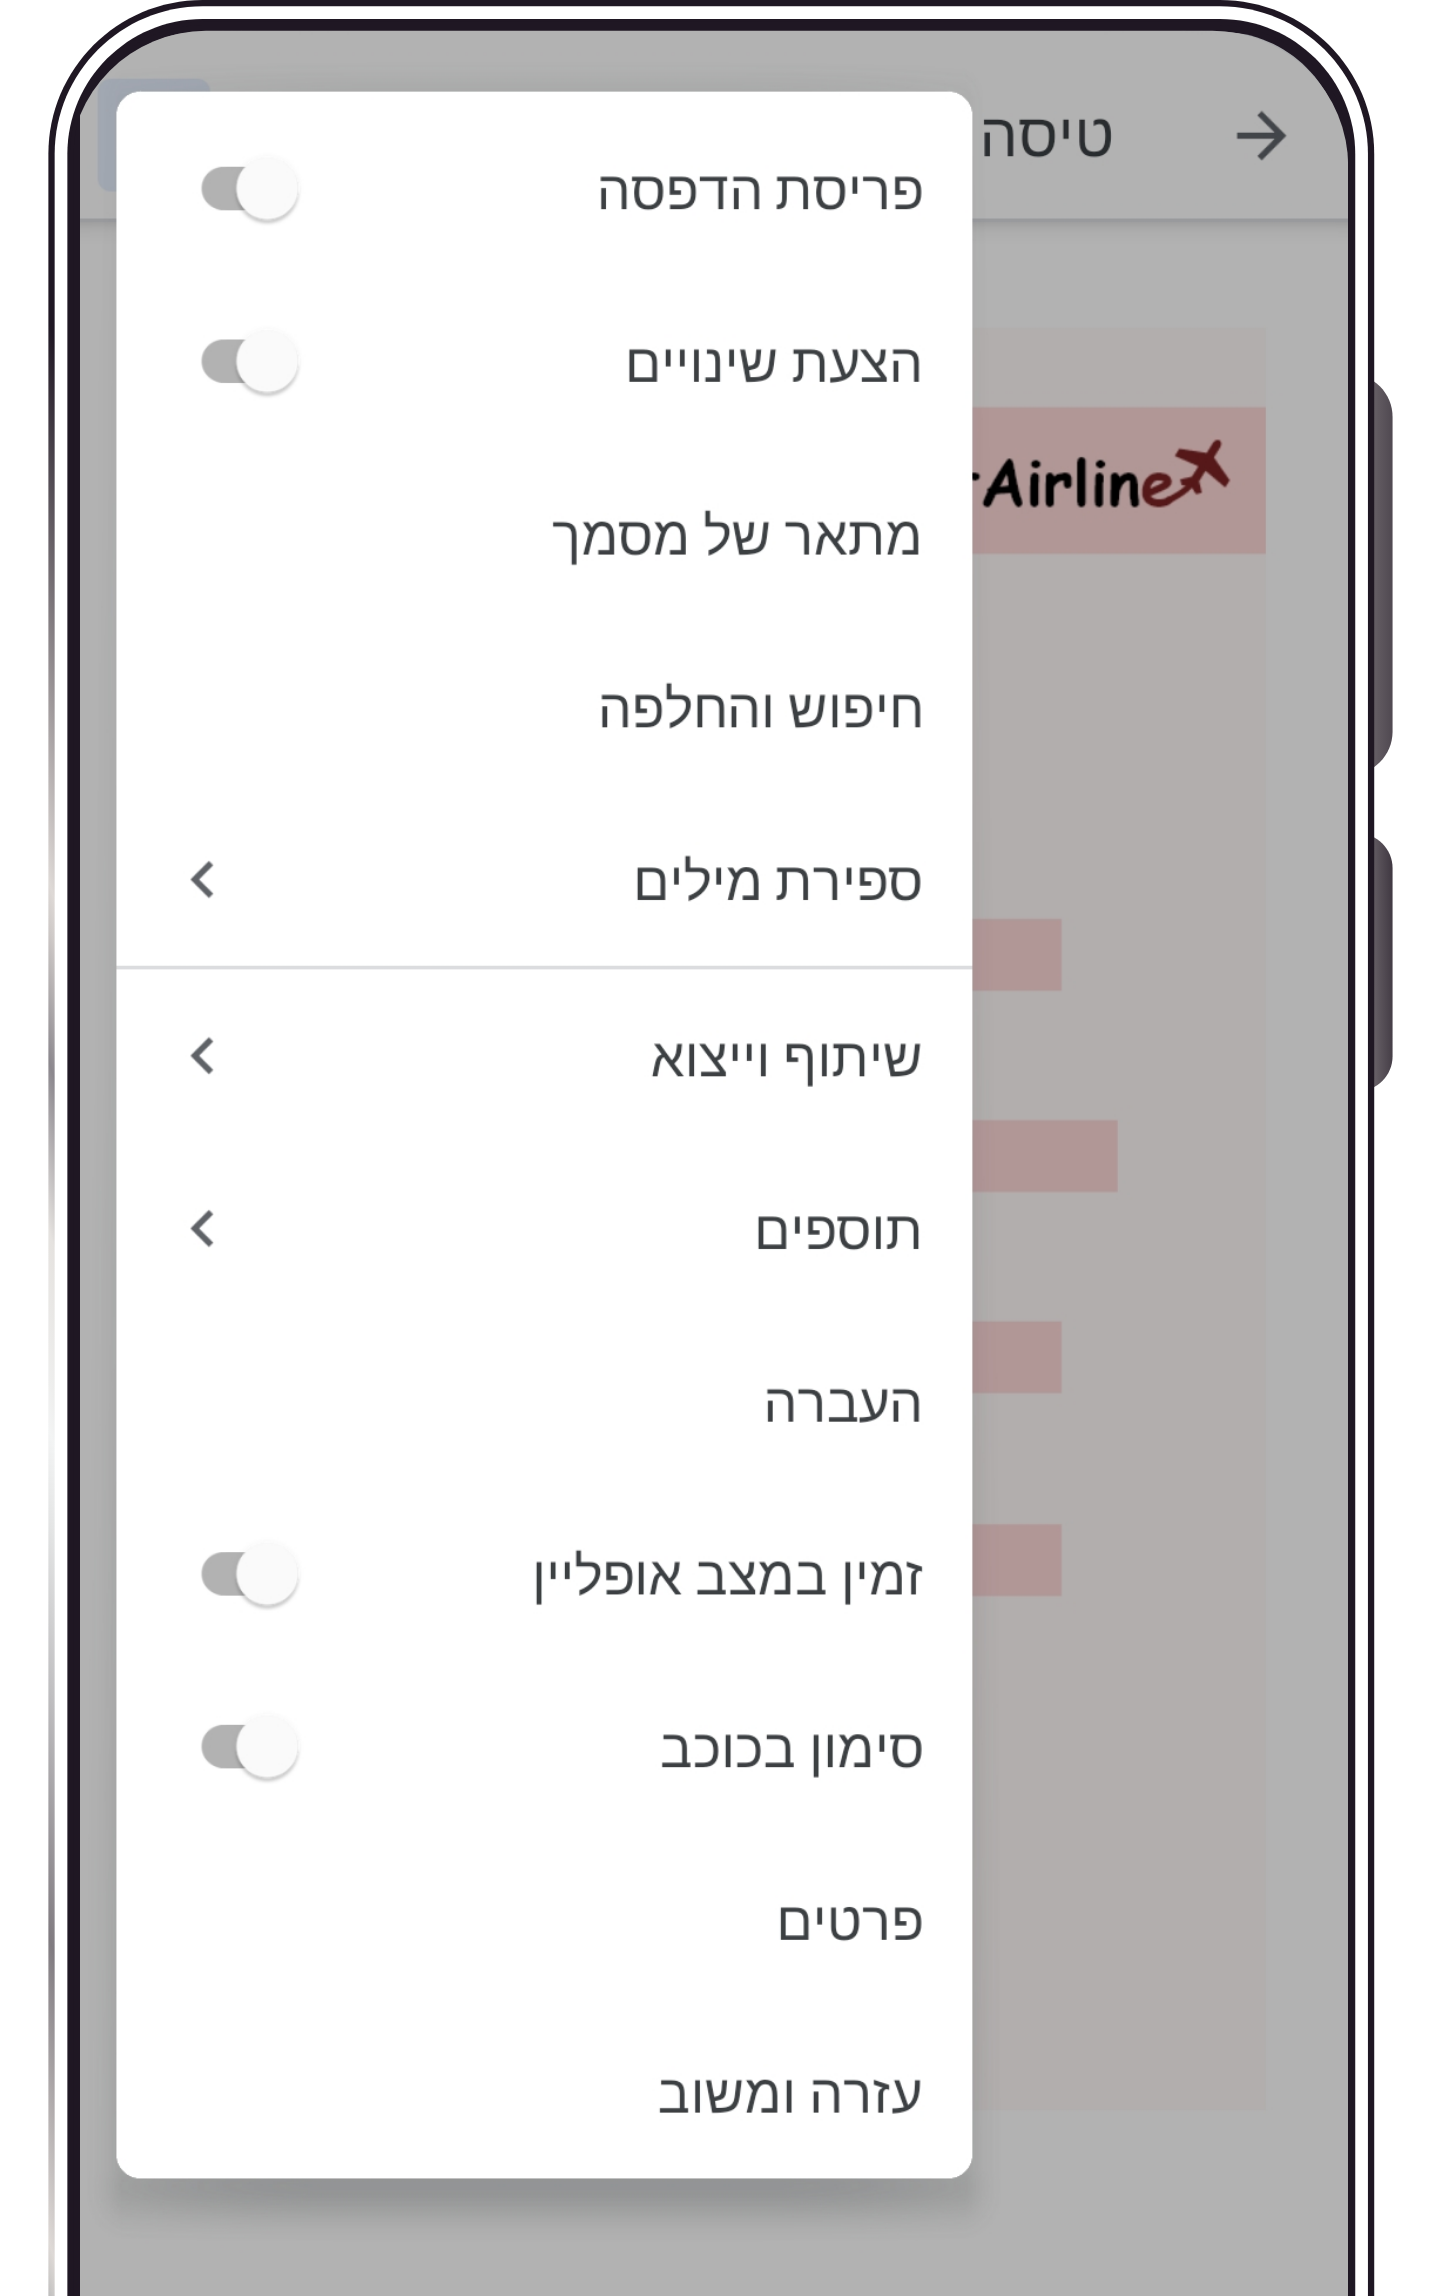 טיסה
פריסת הדפסה
הצעת שינויים
Airline
מתאר של מסמך
חיפוש והחלפה
ספירת מילים
שיתוף וייצוא
תוספים
העברה
זמין במצב אופליין
סימון בכוכב
פרטים
עזרה ומשוב